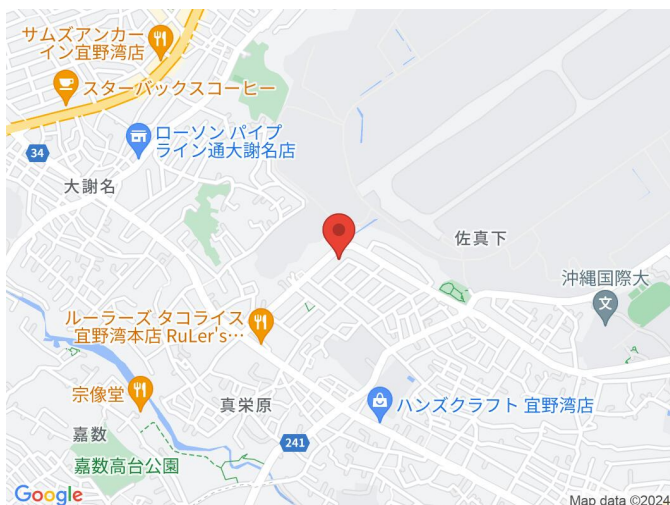 サムズアンカー
イン宜野湾店
スターバックスコーヒー
34
ローソン パイプ
ライン通大謝名店
大謝名
佐真下
沖縄国際大
文
ルーラーズ タコライス
宜野湾本店 RuLer's…
宗像堂
真栄原
ハンズクラフト 宜野湾店
嘉数
241
嘉数高台公園
Google
Map data ©2024